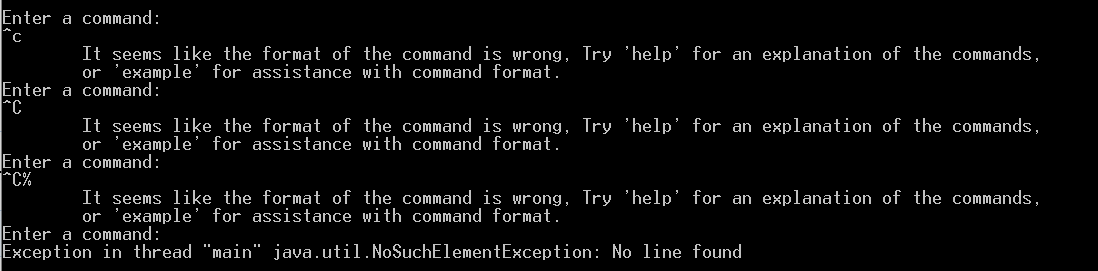 Enter a command:
^c
It seems like the format of the command is wrong, Try 'help' for an explanation of the commands,
or 'example' for assistance with command format.
Enter a command:
^C
It seems like the format of the command is wrong, Try 'help' for an explanation of the commands,
or 'example' for assistance with command format.
Enter a command:
^C%
It seems like the format of the command is wrong, Try 'help' for an explanation of the commands,
or 'example' for assistance with command format.
Enter a command:
Exception in thread "main" java.util.NoSuchElementException: No line found